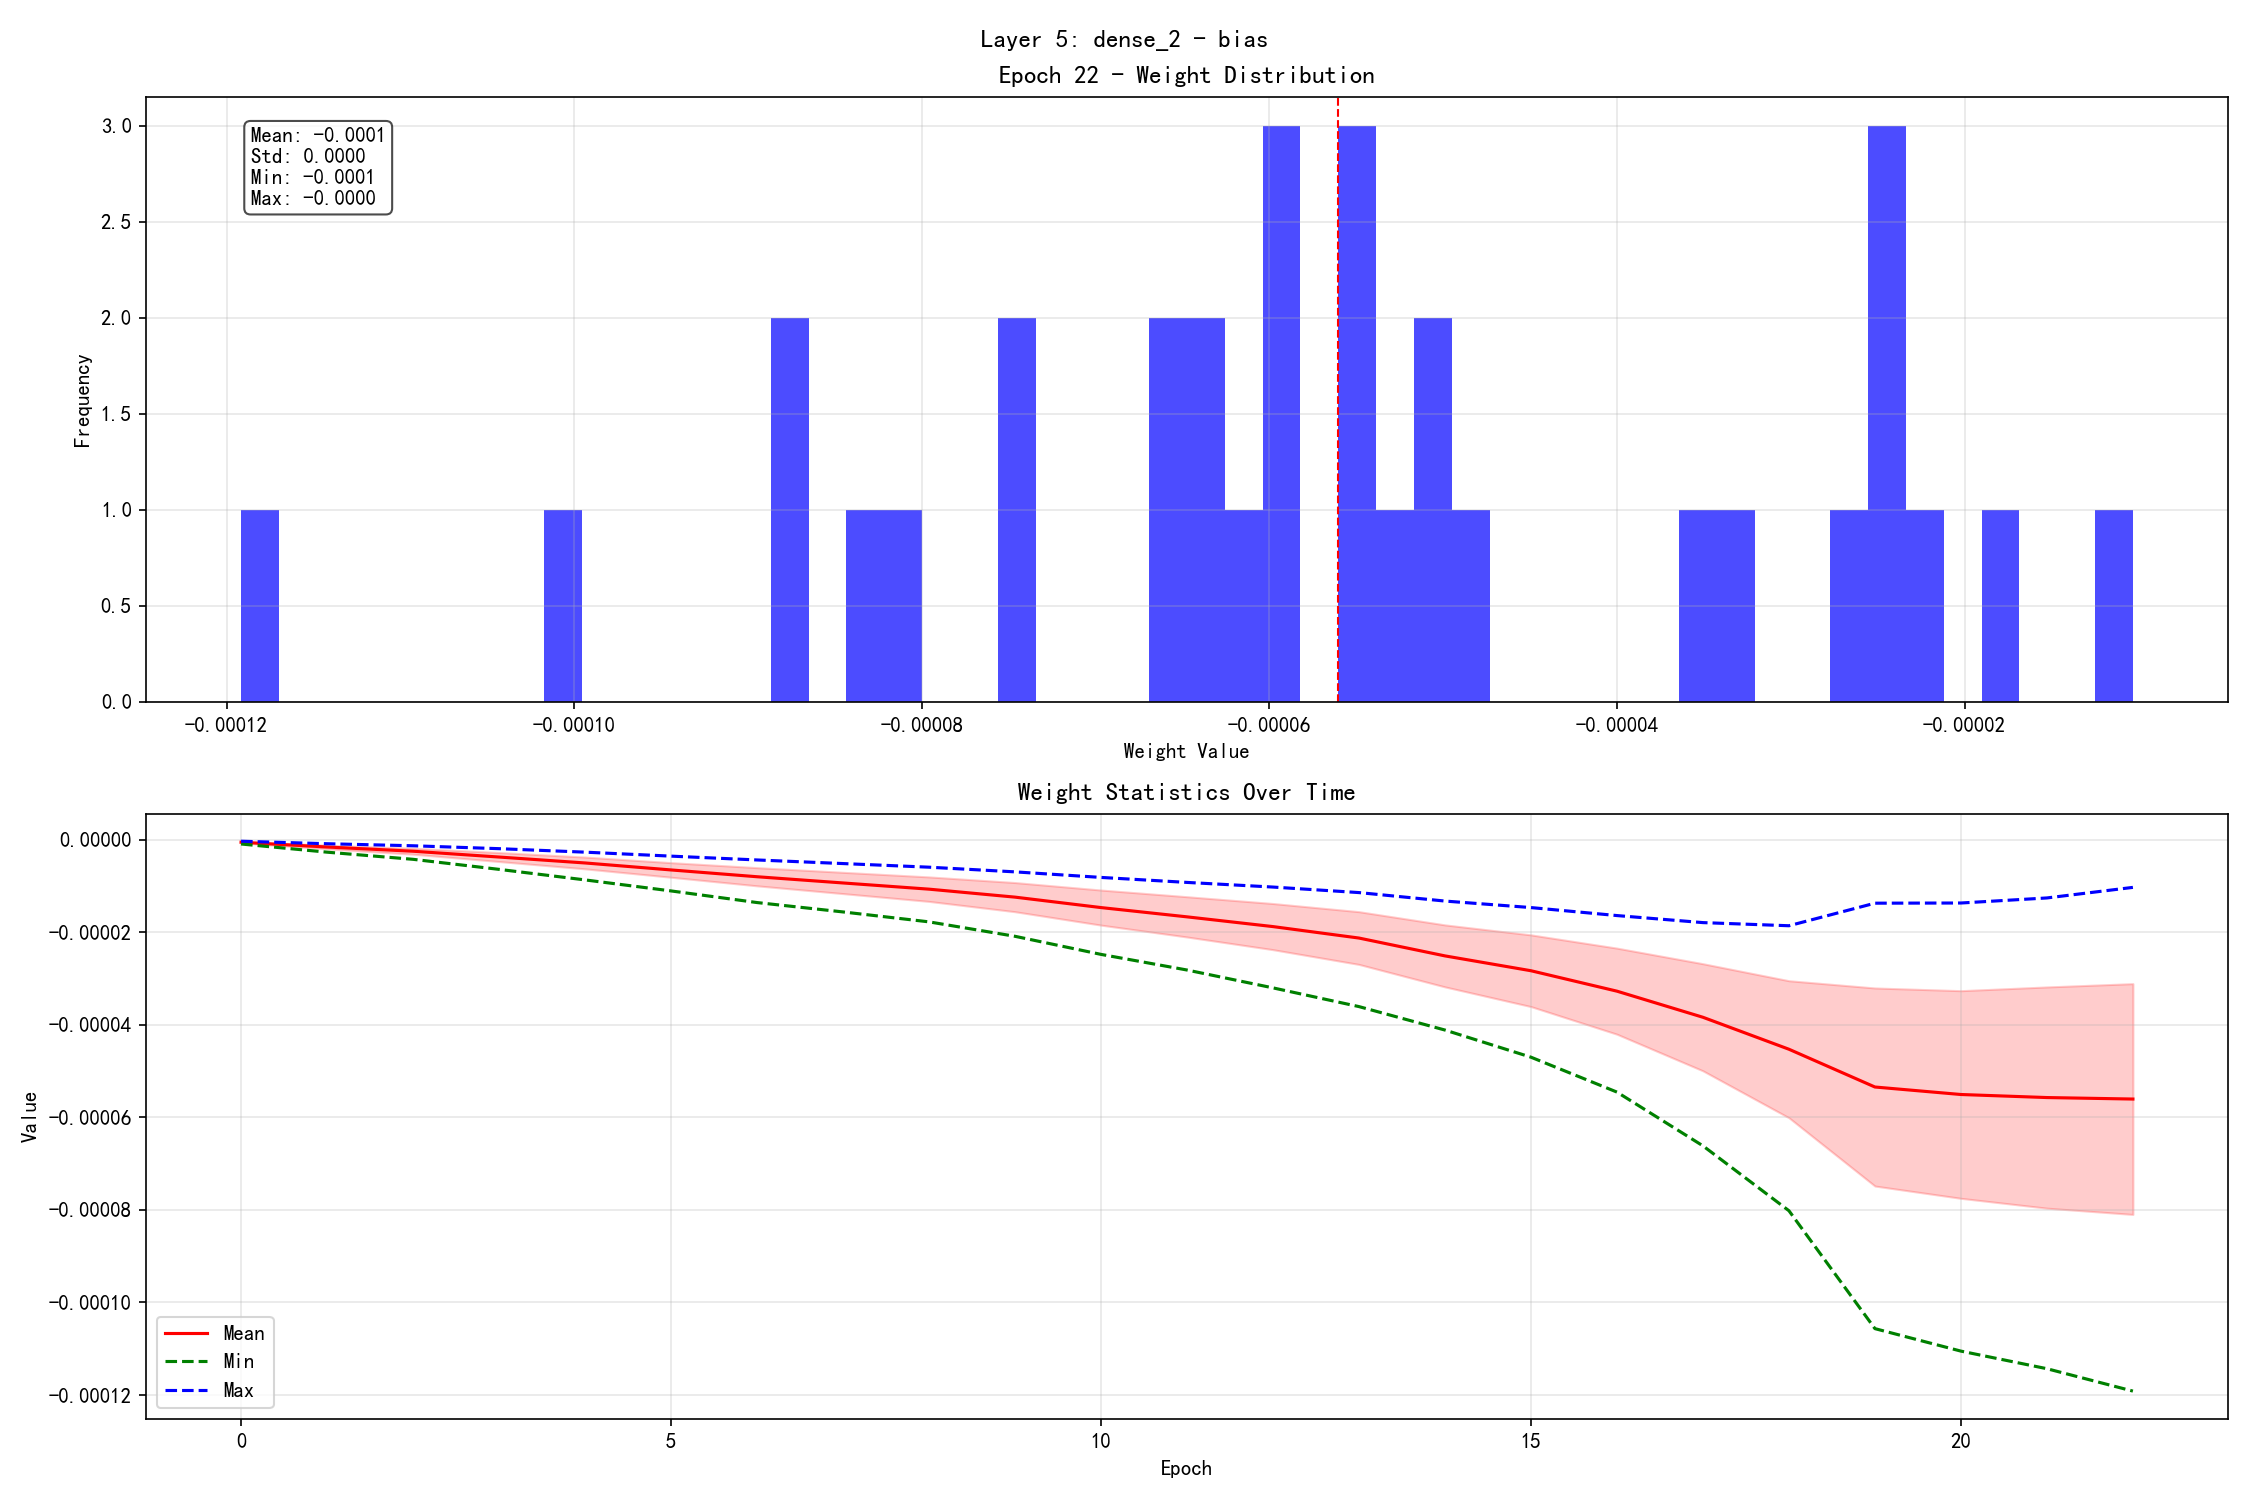 Layer 5: dense_2 - bias
Epoch 22 - Weight Distribution
Mean: -0.0001
Std: 0.0000
Min: -0.0001
Max: -0.0000
3.0
2.5
2.0
1.5
1.0
0.5
0.0
Frequency
-0.00012 -0.00010 -0.00008 -0.00006 -0.00004 -0.00002
Weight Value
Weight Statistics Over Time
0.00000
-0.00002
-0.00004
-0.00006
-0.00008
-0.00010
-0.00012
Value
Mean
Min
Max
0 5 10 15 20
Epoch